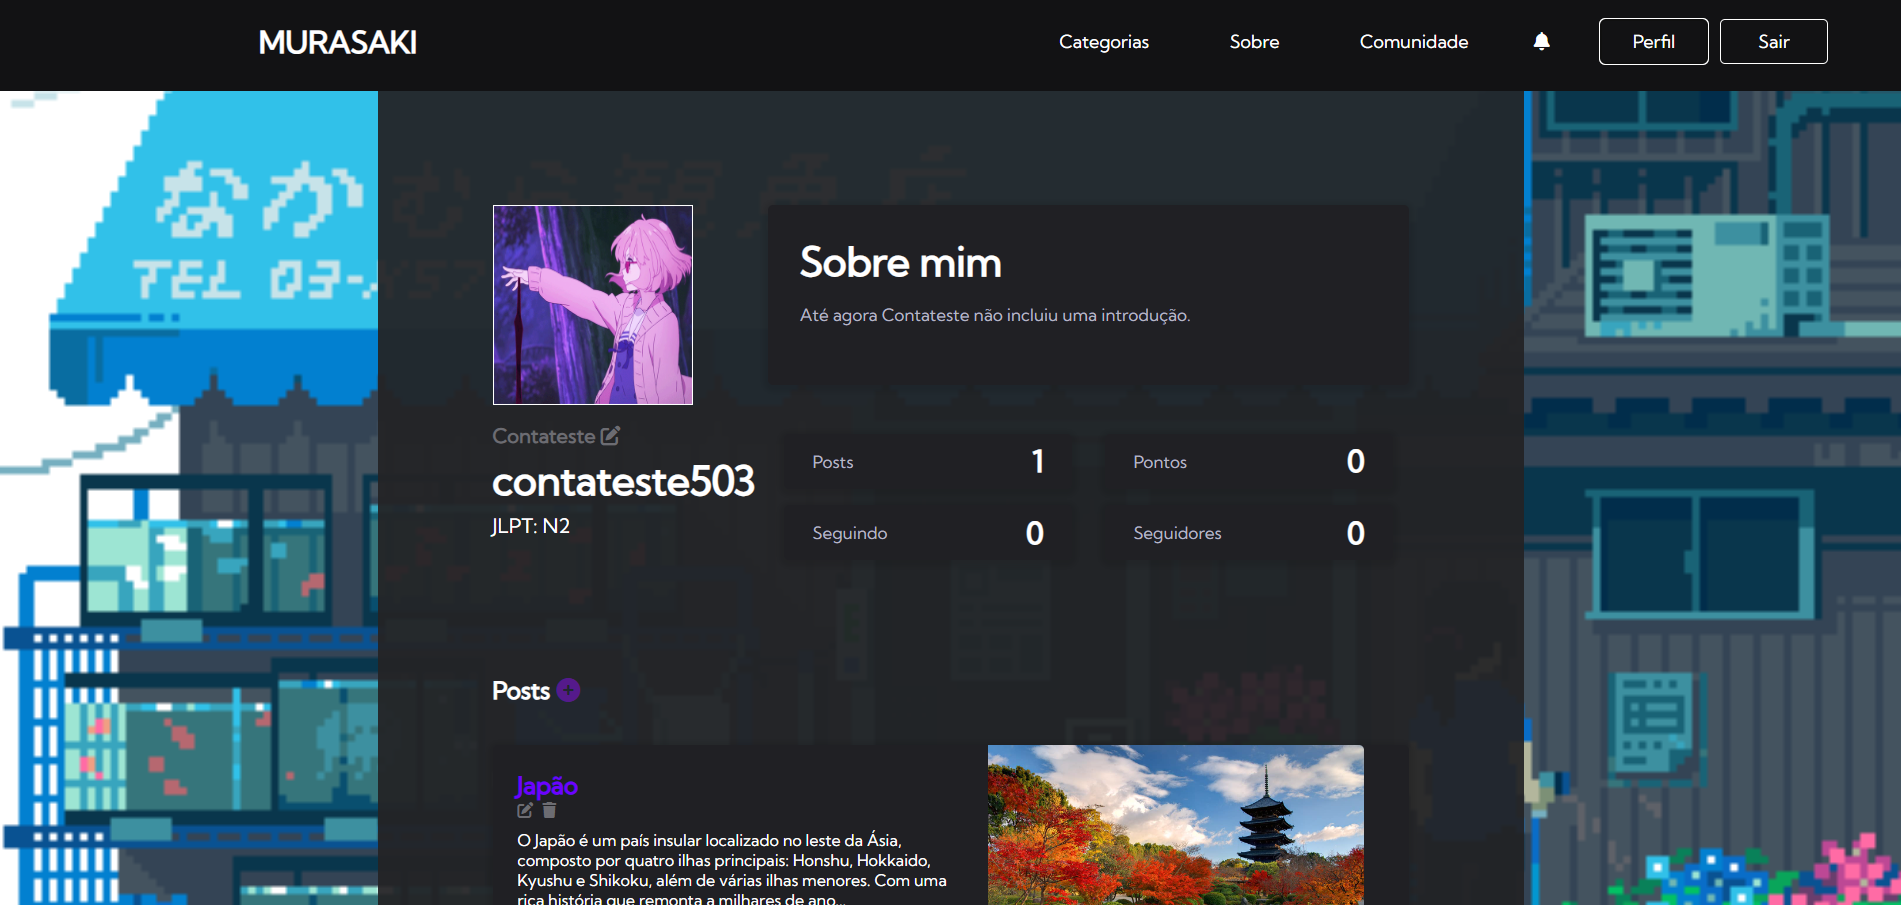 MURASAKI
Categorias
Sobre
Comunidade
Perfil
Sair
なか
TEL 03-
Sobre mim
Até agora Contateste não incluiu uma introdução.
Contateste
contateste503
JLPT: N2
Posts 1
Pontos 0
Seguindo 0
Seguidores 0
Posts
Japão
O Japão é um país insular localizado no leste da Ásia,
composto por quatro ilhas principais: Honshu, Hokkaido,
Kyushu e Shikoku, além de várias ilhas menores. Com uma
rica história que remonta a milhares de ano...